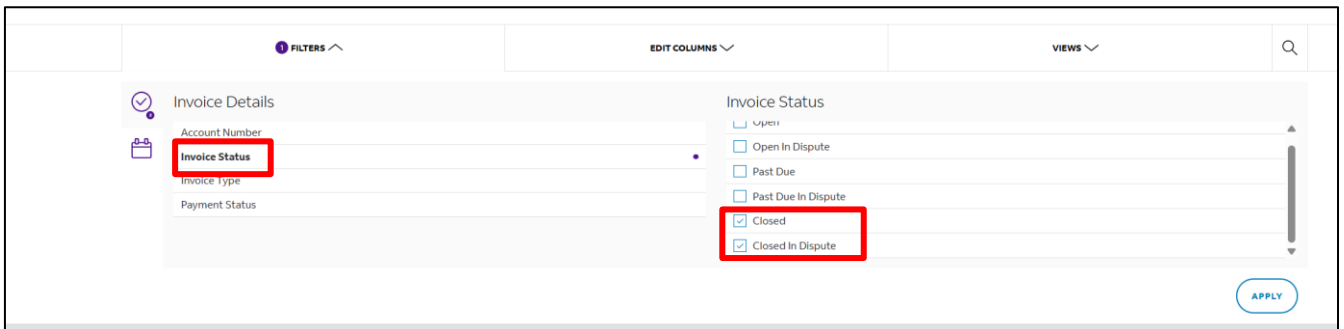 1 FILTERS
EDIT COLUMNS
VIEWS
Invoice Details
Account Number
Invoice Status
Invoice Type
Payment Status
Invoice Status
Open
Open In Dispute
Past Due
Past Due In Dispute
Closed
Closed In Dispute
APPLY